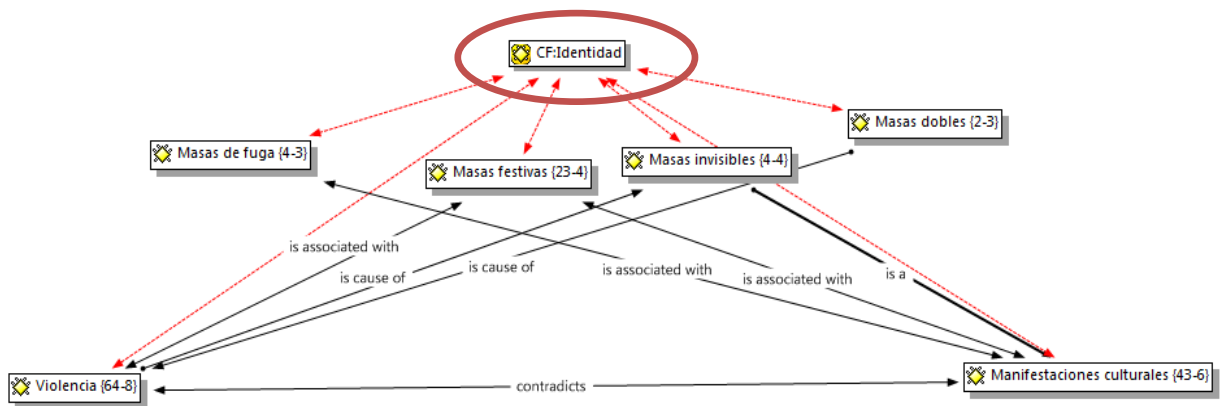 CF:Identidad
Masas dobles {2-3}
Masas de fuga {4-3}
Masas festivas {23-4}
Masas invisibles {4-4}
is associated with
is cause of
is cause of
is associated with
is associated with
is a
Violencia {64-8}
contradicts
Manifestaciones culturales {43-6}